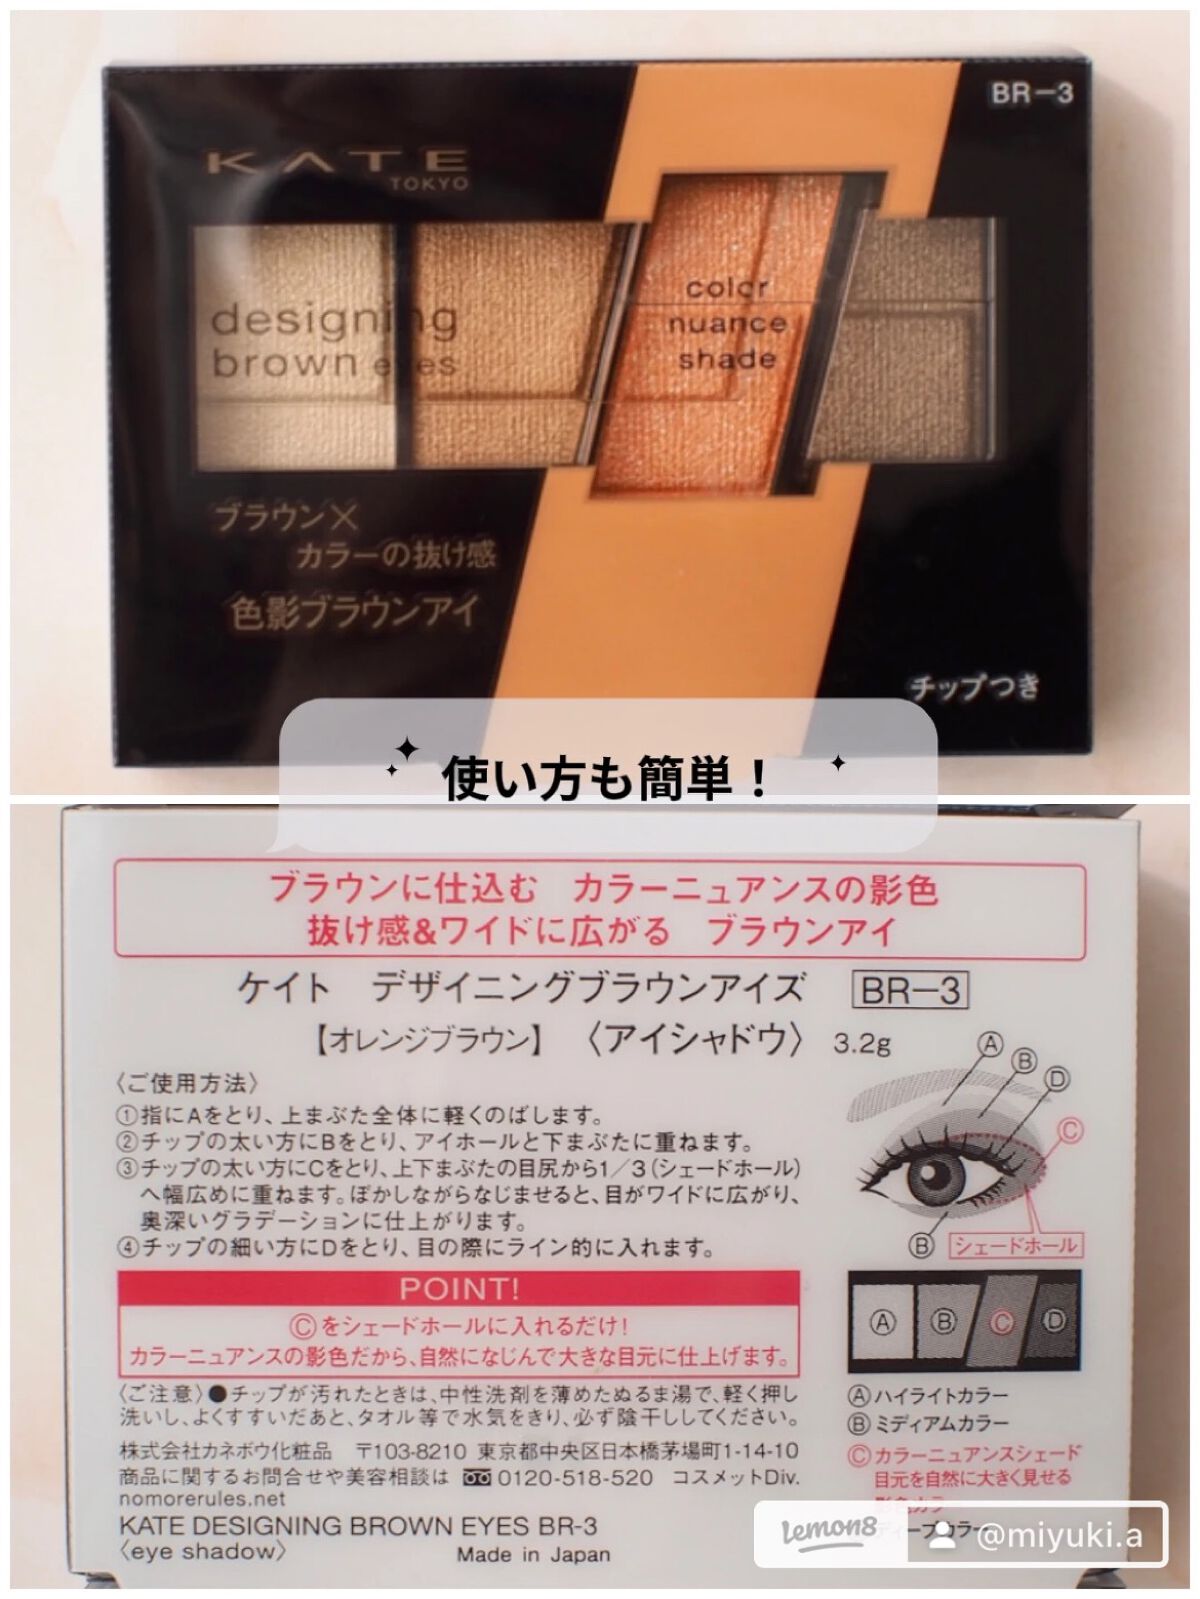 BR-3
KATE
TOKYO
designing
brown eyes
color
nuance
shade
ブラウン×
カラーの抜け感
色影ブラウンアイ
チップつき
使い方も簡単！
ブラウンに仕込む　カラーニュアンスの影色
抜け感&ワイドに広がる　ブラウンアイ
ケイト　デザイニングブラウンアイズ　BR-3
【オレンジブラウン】〈アイシャドウ〉3.2g
〈ご使用方法〉
①指にAをとり、上まぶた全体に軽くのばします。
②チップの太い方にBをとり、アイホールと下まぶたに重ねます。
③チップの太い方にCをとり、上下まぶたの目尻から1/3(シェードホール)
へ幅広めに重ねます。ぼかしながらなじませると、目がワイドに広がり、
奥深いグラデーションに仕上がります。
④チップの細い方にDをとり、目の際にライン的に入れます。
Ⓐ
Ⓑ
Ⓓ
Ⓒ
Ⓑ シェードホール
POINT!
Ⓒをシェードホールに入れるだけ!
カラーニュアンスの影色だから、自然になじんで大きな目元に仕上げます。
Ⓐ Ⓑ Ⓒ Ⓓ
Ⓐハイライトカラー
Ⓑミディアムカラー
Ⓒカラーニュアンスシェード
目元を自然に大きく見せる
影色カラー
ディープカラー
〈ご注意〉●チップが汚れたときは、中性洗剤を薄めたぬるま湯で、軽く押し
洗いし、よくすすいだあと、タオル等で水気をきり、必ず陰干ししてください。
株式会社カネボウ化粧品　〒103-8210 東京都中央区日本橋茅場町1-14-10
商品に関するお問合せや美容相談は 0120-518-520 コスメットDiv.
nomorerules.net
KATE DESIGNING BROWN EYES BR-3
〈eye shadow〉 Made in Japan
lemon8 @miyuki.a